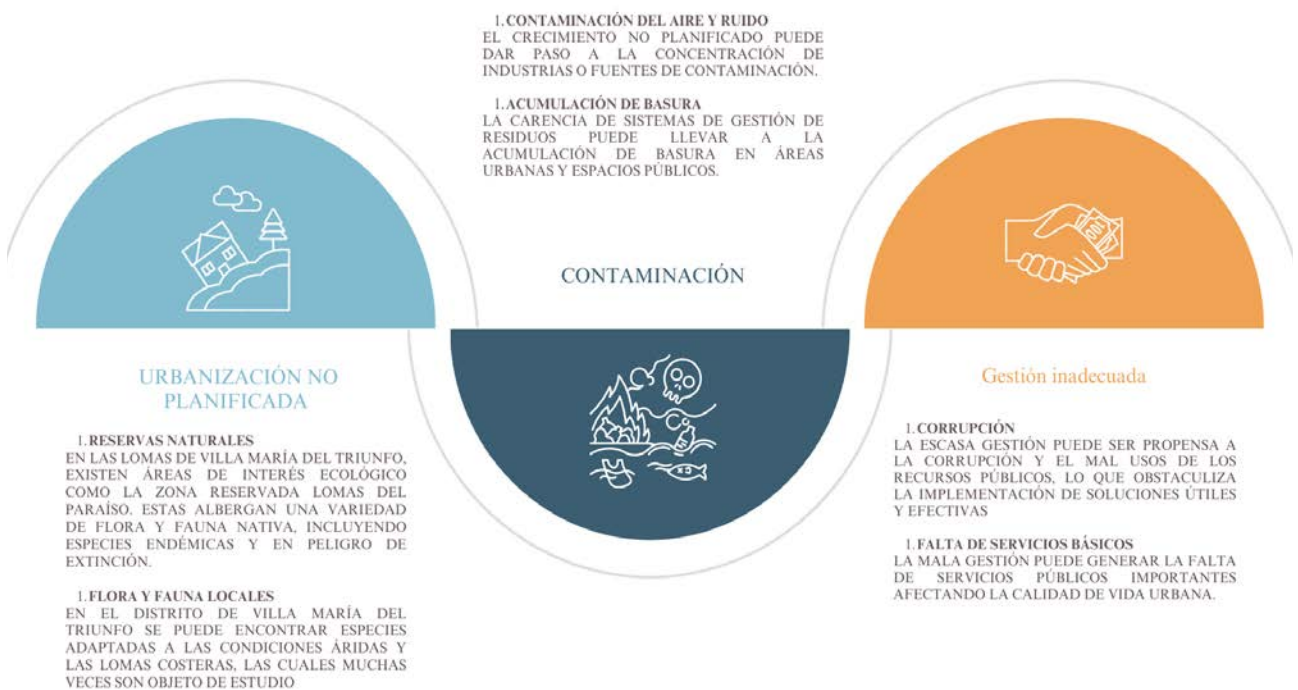 1. CONTAMINACIÓN DEL AIRE Y RUIDO
EL CRECIMIENTO NO PLANIFICADO PUEDE
DAR PASO A LA CONCENTRACIÓN DE
INDUSTRIAS O FUENTES DE CONTAMINACIÓN.
1. ACUMULACIÓN DE BASURA
LA CARENCIA DE SISTEMAS DE GESTIÓN DE
RESIDUOS PUEDE LLEVAR A LA
ACUMULACIÓN DE BASURA EN ÁREAS
URBANAS Y ESPACIOS PÚBLICOS.
CONTAMINACIÓN
URBANIZACIÓN NO
PLANIFICADA
1. RESERVAS NATURALES
EN LAS LOMAS DE VILLA MARÍA DEL TRIUNFO,
EXISTEN ÁREAS DE INTERÉS ECOLÓGICO
COMO LA ZONA RESERVADA LOMAS DEL
PARAÍSO. ESTAS ALBERGAN UNA VARIEDAD
DE FLORA Y FAUNA NATIVA, INCLUYENDO
ESPECIES ENDÉMICAS Y EN PELIGRO DE
EXTINCIÓN.
1. FLORA Y FAUNA LOCALES
EN EL DISTRITO DE VILLA MARÍA DEL
TRIUNFO SE PUEDE ENCONTRAR ESPECIES
ADAPTADAS A LAS CONDICIONES ÁRIDAS Y
LAS LOMAS COSTERAS, LAS CUALES MUCHAS
VECES SON OBJETO DE ESTUDIO
Gestión inadecuada
1. CORRUPCIÓN
LA ESCASA GESTIÓN PUEDE SER PROPENSA A
LA CORRUPCIÓN Y EL MAL USOS DE LOS
RECURSOS PÚBLICOS, LO QUE OBSTACULIZA
LA IMPLEMENTACIÓN DE SOLUCIONES ÚTILES
Y EFECTIVAS
1. FALTA DE SERVICIOS BÁSICOS
LA MALA GESTIÓN PUEDE GENERAR LA FALTA
DE SERVICIOS PÚBLICOS IMPORTANTES
AFECTANDO LA CALIDAD DE VIDA URBANA.